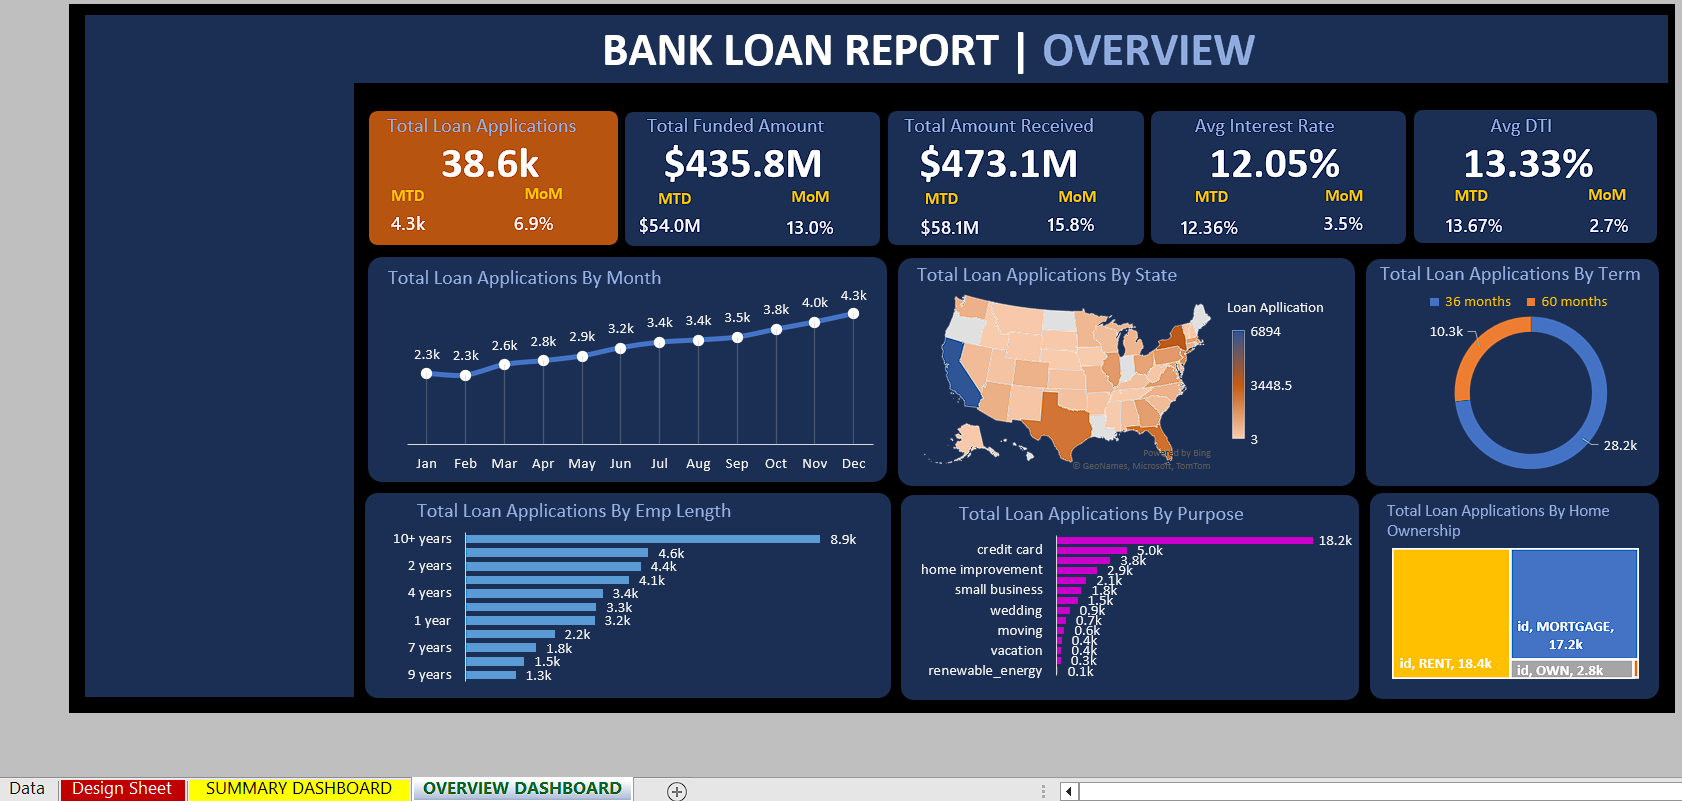 BANK LOAN REPORT | OVERVIEW
Total Loan Applications
38.6k
MTD MoM
4.3k 6.9%
Total Funded Amount
$435.8M
MTD MoM
$54.0M 13.0%
Total Amount Received
$473.1M
MTD MoM
$58.1M 15.8%
Avg Interest Rate
12.05%
MTD MoM
12.36% 3.5%
Avg DTI
13.33%
MTD MoM
13.67% 2.7%
Total Loan Applications By Month
2.3k 2.3k 2.6k 2.8k 2.9k 3.2k 3.4k 3.4k 3.5k 3.8k 4.0k 4.3k
Jan Feb Mar Apr May Jun Jul Aug Sep Oct Nov Dec
Total Loan Applications By State
Loan Apllication
6894
3448.5
3
Powered by Bing
© GeoNames, Microsoft, TomTom
Total Loan Applications By Term
36 months 60 months
10.3k
28.2k
Total Loan Applications By Emp Length
10+ years 8.9k
4.6k
2 years 4.4k
4.1k
4 years 3.4k
3.3k
1 year 3.2k
2.2k
7 years 1.8k
1.5k
9 years 1.3k
Total Loan Applications By Purpose
18.2k
credit card 5.0k
3.8k
home improvement 2.9k
2.1k
small business 1.8k
1.5k
wedding 0.9k
0.7k
moving 0.6k
0.4k
vacation 0.4k
0.3k
renewable_energy 0.1k
Total Loan Applications By Home
Ownership
id, RENT, 18.4k
id, MORTGAGE,
17.2k
id, OWN, 2.8k
Data Design Sheet SUMMARY DASHBOARD OVERVIEW DASHBOARD